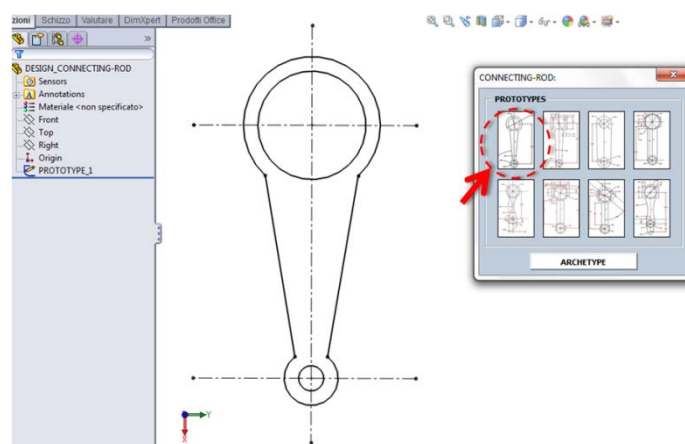 zioni Schizzo Valutare DimXpert Prodotti Office
»
DESIGN_CONNECTING-ROD
Sensors
A Annotations
Materiale <non specificato>
Front
Top
Right
Origin
PROTOTYPE_1
CONNECTING-ROD:
PROTOTYPES
ARCHETYPE
Y
X